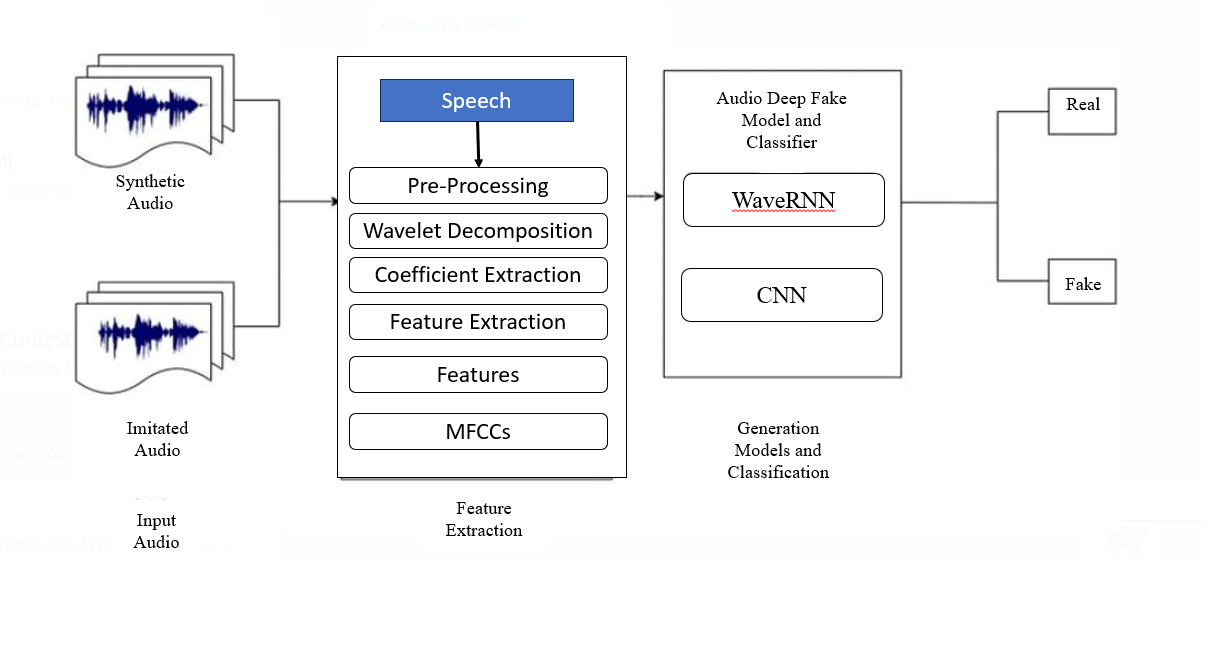 Synthetic
Audio
Imitated
Audio
Input
Audio
Speech
Pre-Processing
Wavelet Decomposition
Coefficient Extraction
Feature Extraction
Features
MFCCs
Feature
Extraction
Audio Deep Fake
Model and
Classifier
WaveRNN
CNN
Generation
Models and
Classification
Real
Fake